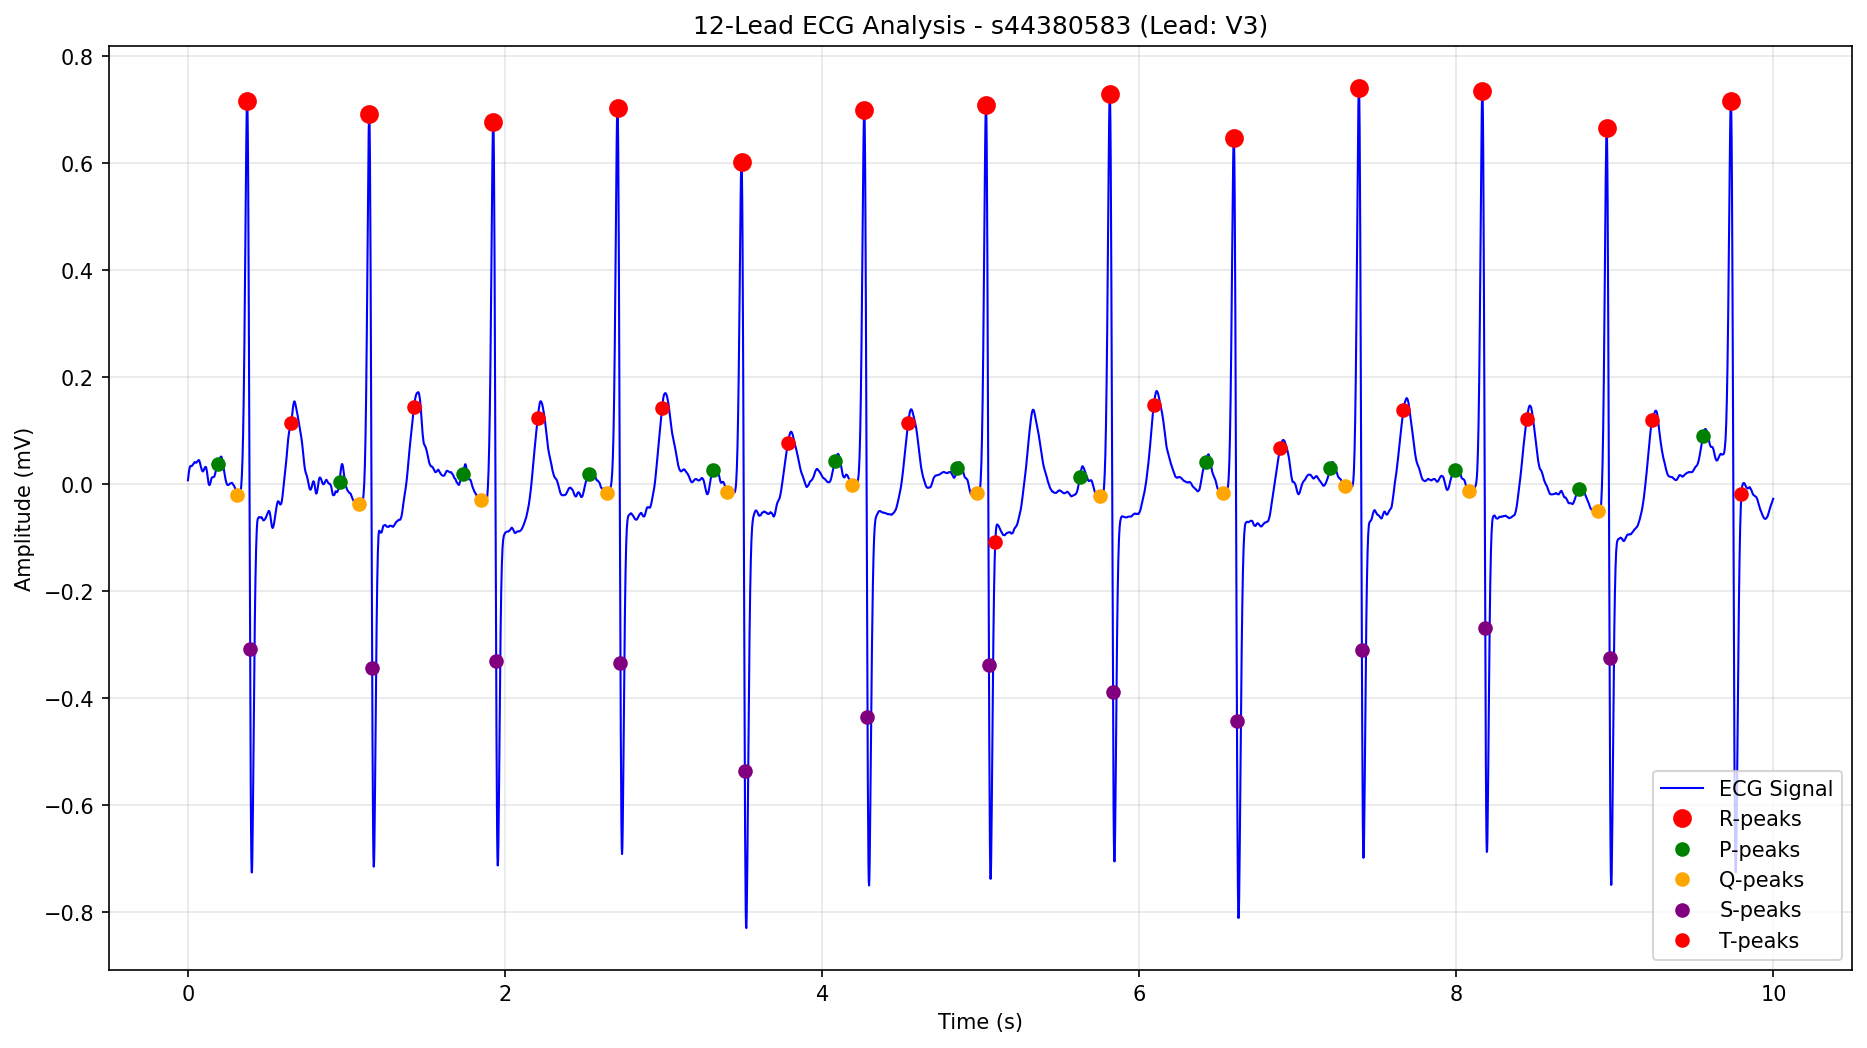 12-Lead ECG Analysis - s44380583 (Lead: V3)
Amplitude (mV)
0.8
0.6
0.4
0.2
0.0
−0.2
−0.4
−0.6
−0.8
ECG Signal
R-peaks
P-peaks
Q-peaks
S-peaks
T-peaks
0 2 4 6 8 10
Time (s)